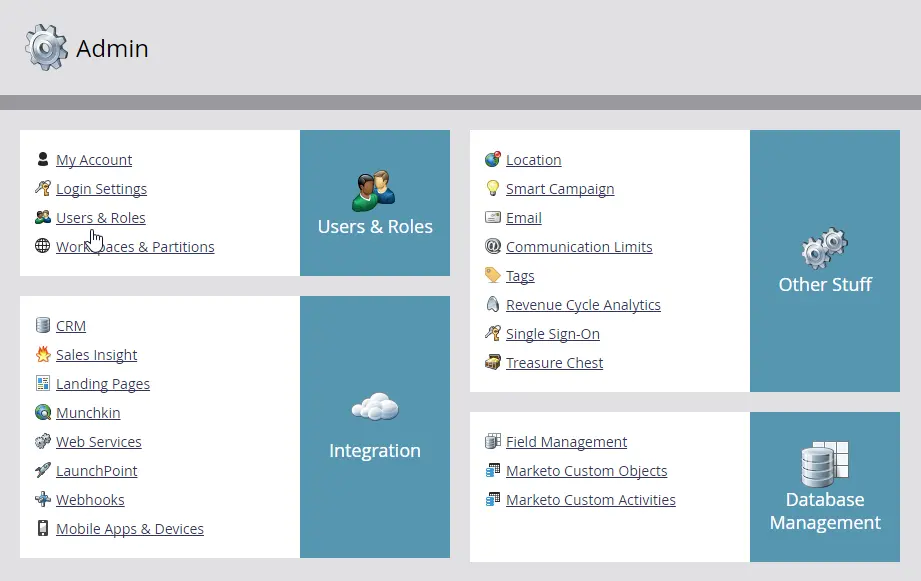 Admin
My Account
Login Settings
Users & Roles
Workspaces & Partitions
Users & Roles
CRM
Sales Insight
Landing Pages
Munchkin
Web Services
LaunchPoint
Webhooks
Mobile Apps & Devices
Integration
Location
Smart Campaign
Email
Communication Limits
Tags
Revenue Cycle Analytics
Single Sign-On
Treasure Chest
Other Stuff
Field Management
Marketo Custom Objects
Marketo Custom Activities
Database
Management